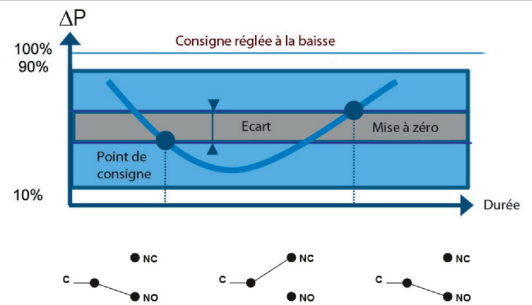 ΔP
100%
Consigne réglée à la baisse
90%
Ecart
Mise à zéro
Point de
consigne
10%
Durée
NC NC NC
C C C
NO NO NO